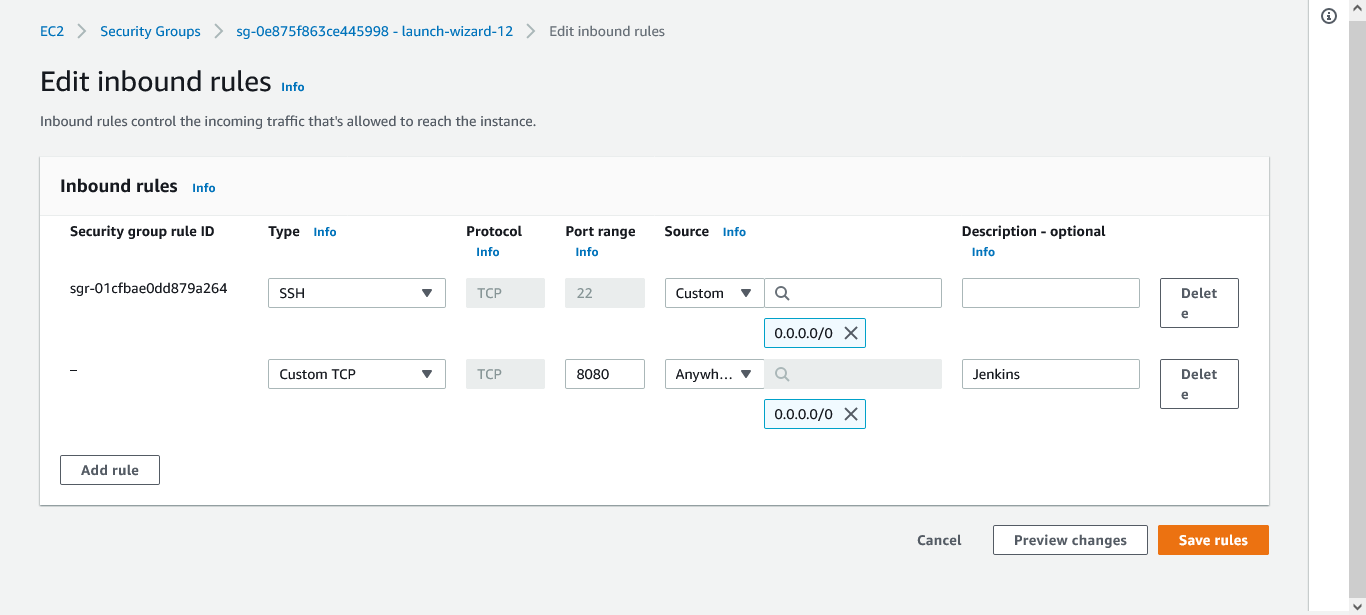 EC2 Security Groups sg-0e875f863ce445998 - launch-wizard-12 Edit inbound rules
Edit inbound rules Info
Inbound rules control the incoming traffic that's allowed to reach the instance.
Inbound rules Info
Security group rule ID Type Info Protocol Port range Source Info Description - optional
Info Info Info
sgr-01cfbae0dd879a264 SSH TCP 22 Custom Delet
e
0.0.0.0/0
– Custom TCP TCP 8080 Anywh... Jenkins Delet
e
0.0.0.0/0
Add rule
Cancel Preview changes Save rules